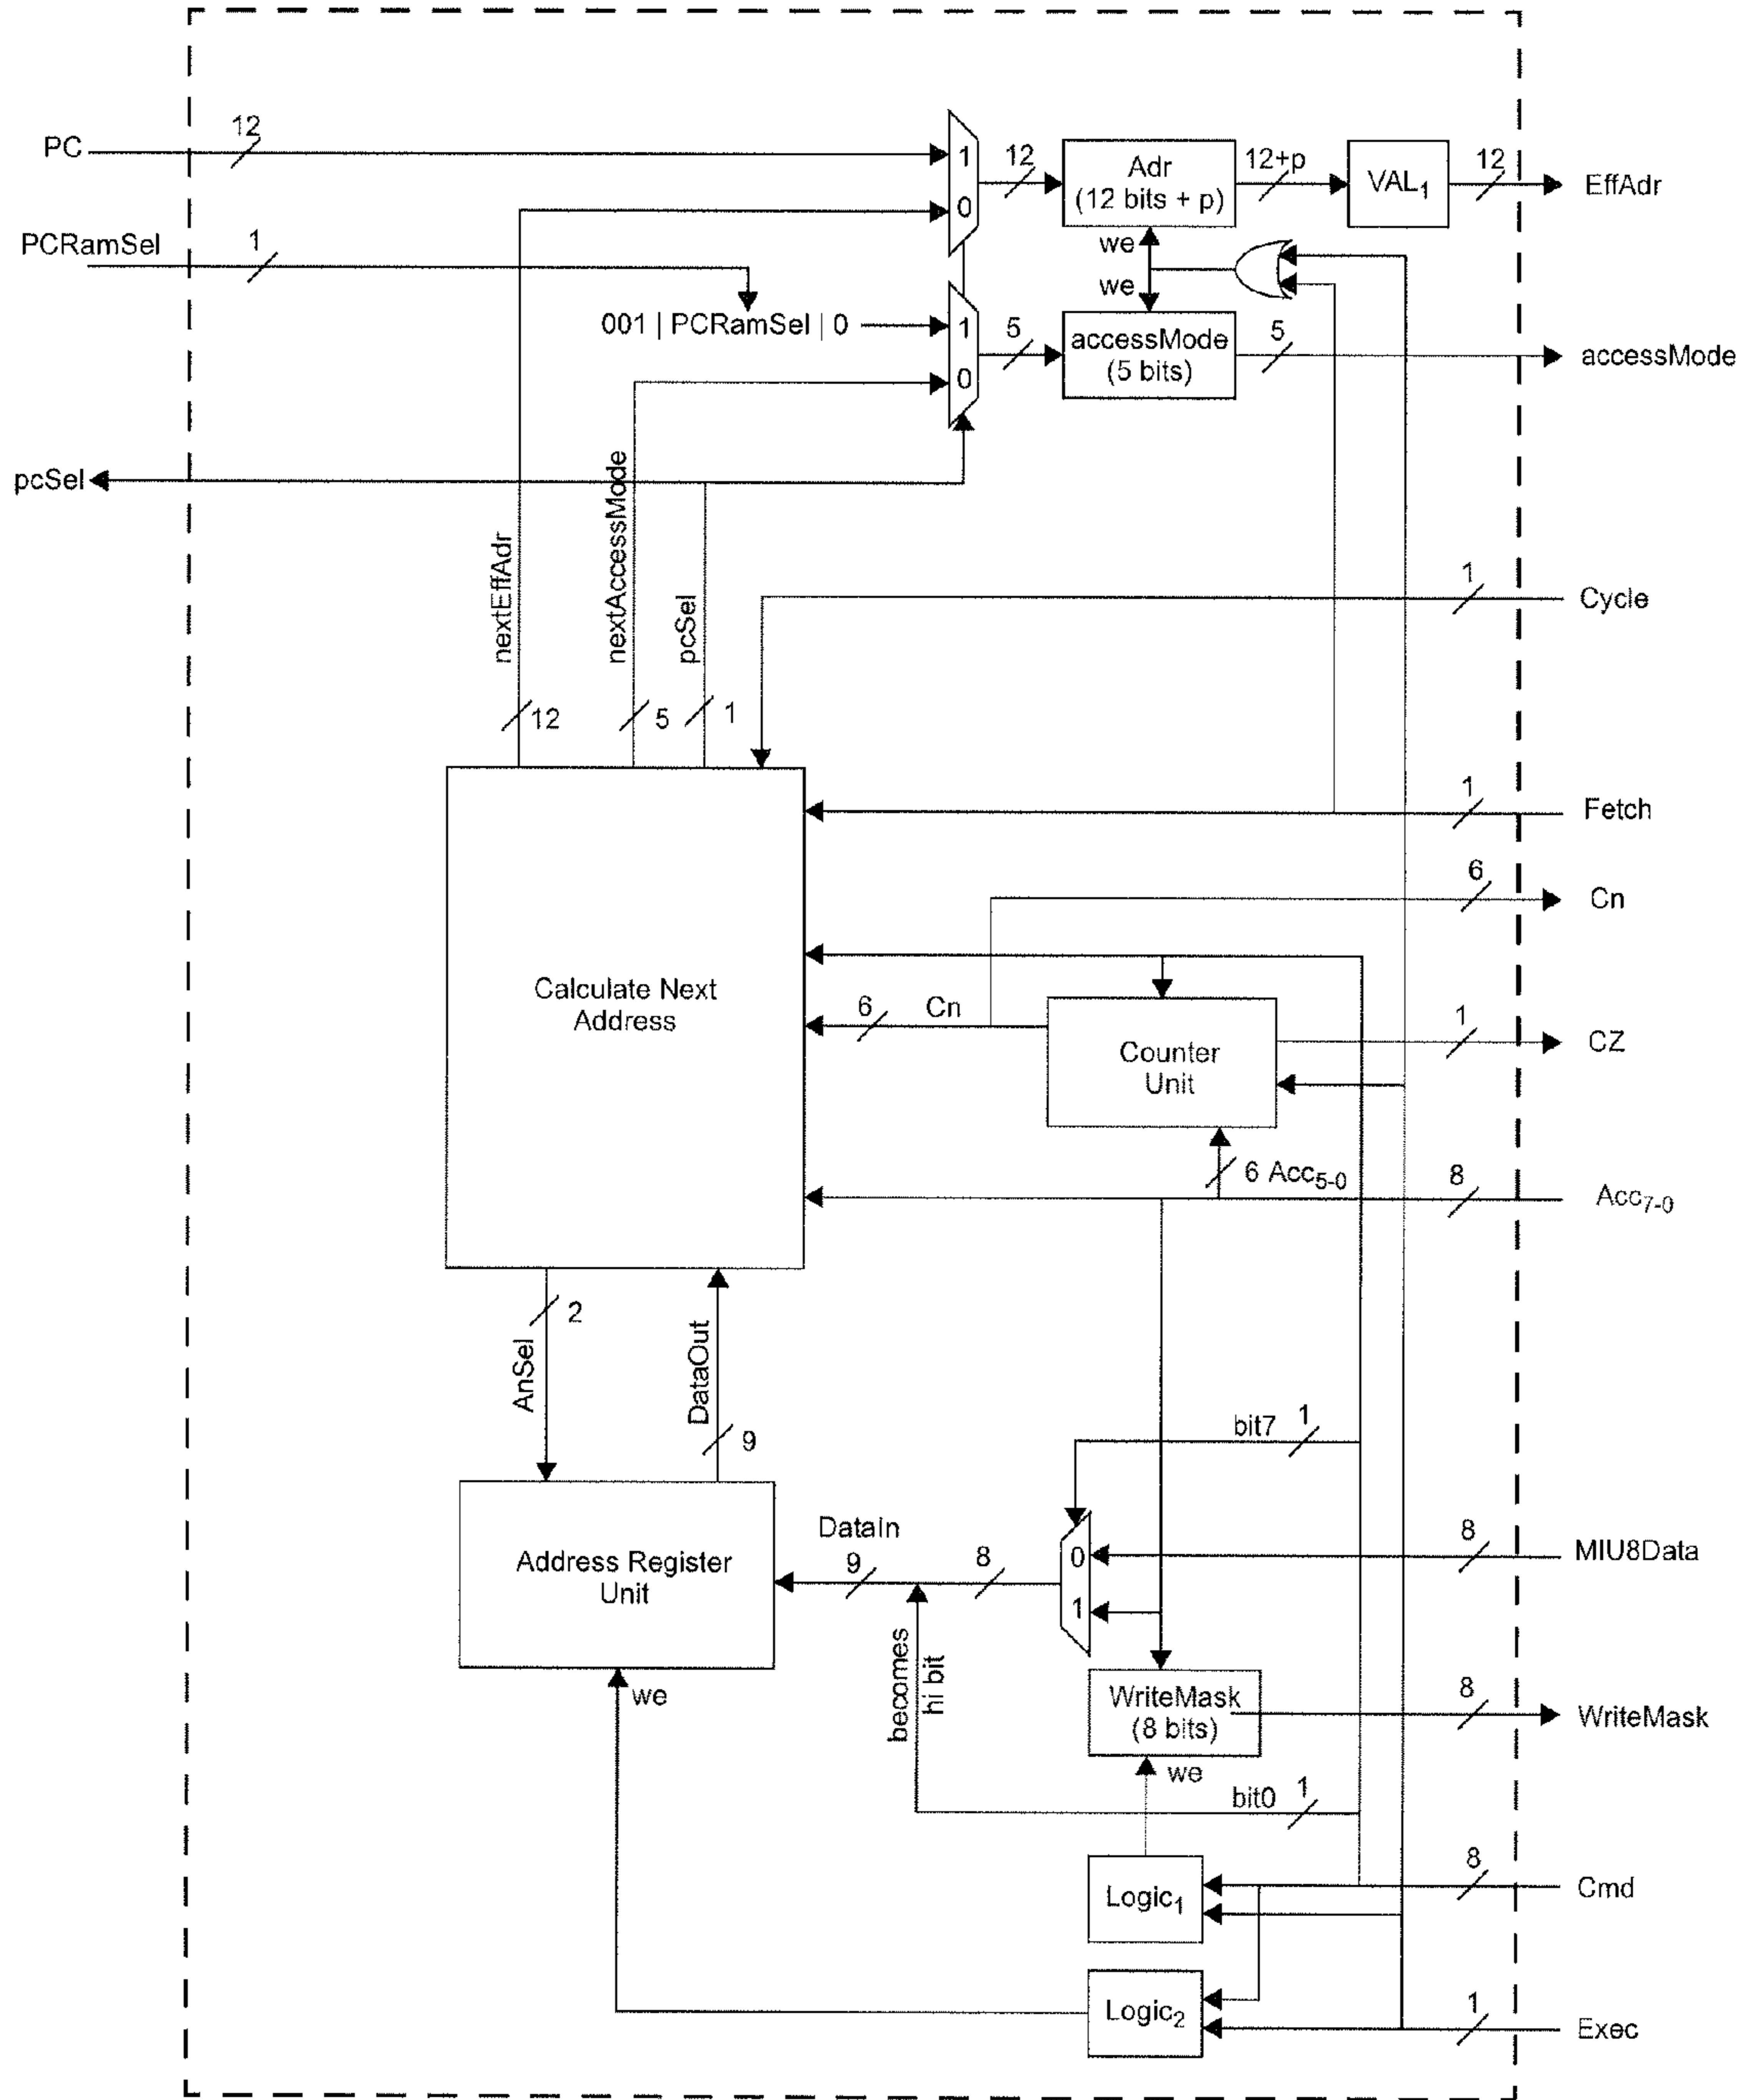 PC
12
1
0
12
Adr
(12 bits + p)
12+p
VAL1
12
EffAdr
PCRamSel
1
we
we
001 | PCRamSel | 0
1
0
5
accessMode
(5 bits)
5
accessMode
pcSel
nextEffAdr
nextAccessMode
pcSel
12
5
1
1
Cycle
1
Fetch
6
Cn
Calculate Next
Address
6
Cn
Counter
Unit
1
CZ
6 Acc5-0
8
Acc7-0
2
AnSel
DataOut
9
bit7
1
Address Register
Unit
DataIn
9
8
0
1
8
MIU8Data
becomes
hi bit
we
WriteMask
(8 bits)
8
WriteMask
we
bit0
1
Logic1
8
Cmd
Logic2
1
Exec